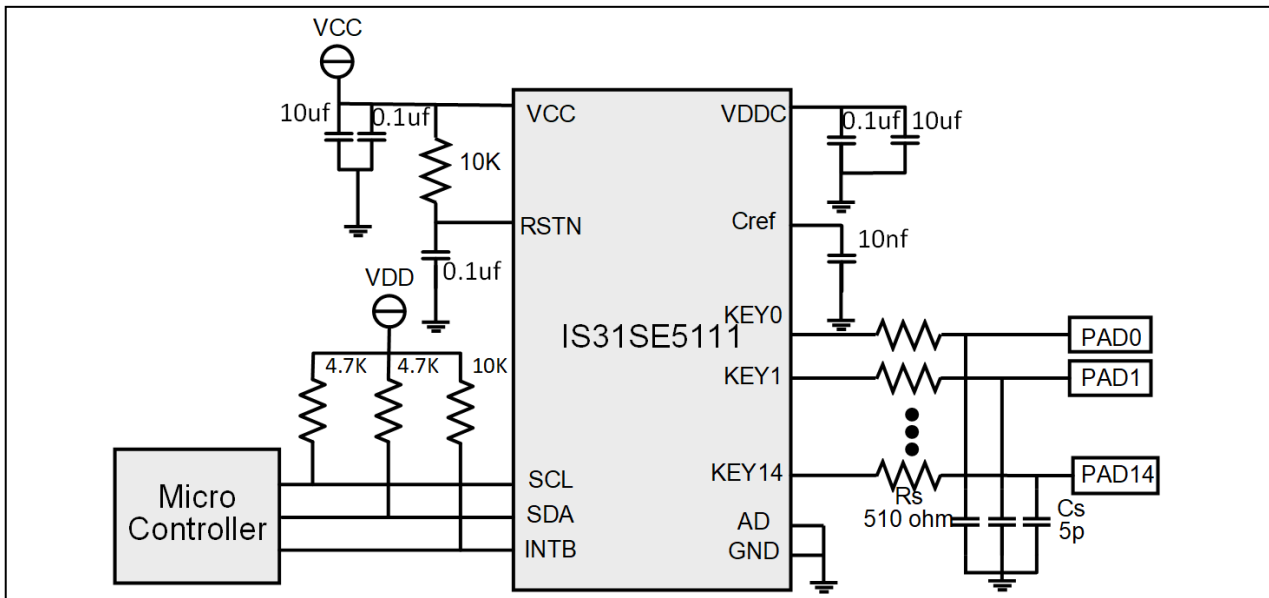 VCC
10uf
0.1uf
10K
VCC
RSTN
0.1uf
VDD
4.7K
4.7K
10K
Micro
Controller
SCL
SDA
INTB
IS31SE5111
VDDC
0.1uf
10uf
Cref
10nf
KEY0
PAD0
KEY1
PAD1
KEY14
PAD14
Rs
510 ohm
Cs
5p
AD
GND